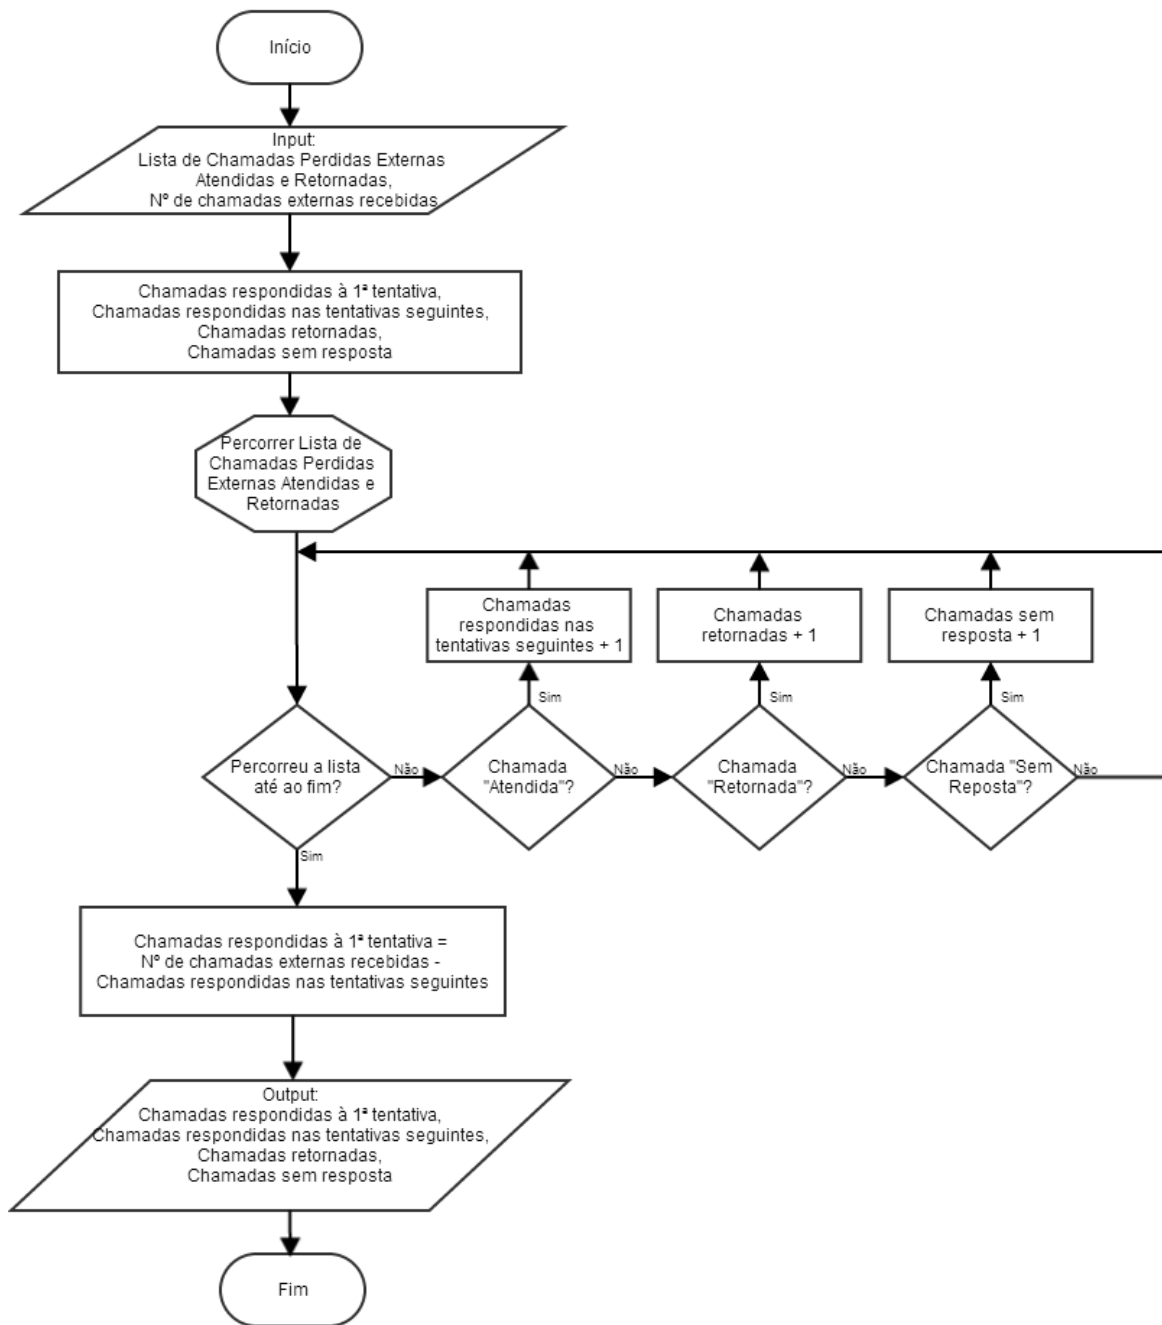 Início
Input:
Lista de Chamadas Perdidas Externas
Atendidas e Retornadas,
Nº de chamadas externas recebidas
Chamadas respondidas à 1ª tentativa,
Chamadas respondidas nas tentativas seguintes,
Chamadas retornadas,
Chamadas sem resposta
Percorrer Lista de
Chamadas Perdidas
Externas Atendidas e
Retornadas
Chamadas
respondidas nas
tentativas seguintes + 1
Chamadas
retornadas + 1
Chamadas sem
resposta + 1
Sim
Sim
Sim
Percorreu a lista
até ao fim?
Não
Chamada
"Atendida"?
Não
Chamada
"Retornada"?
Não
Chamada "Sem
Reposta"?
Não
Sim
Chamadas respondidas à 1ª tentativa =
Nº de chamadas externas recebidas -
Chamadas respondidas nas tentativas seguintes
Output:
Chamadas respondidas à 1ª tentativa,
Chamadas respondidas nas tentativas seguintes,
Chamadas retornadas,
Chamadas sem resposta
Fim